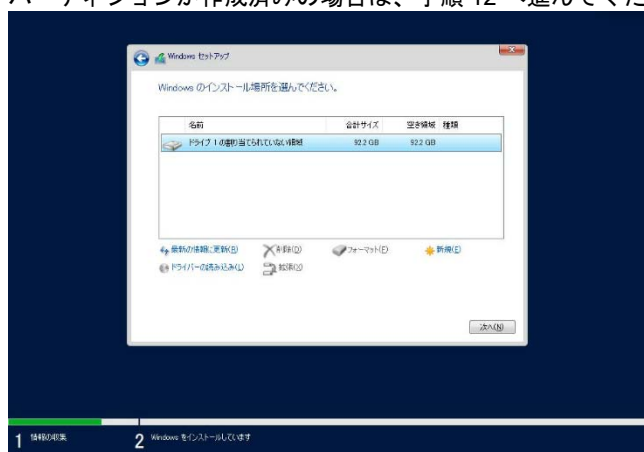 パーティションが作成済みの場合は、手順 12 へ進んでくだ
Windows セットアップ
Windows のインストール場所を選んでください。
名前 合計サイズ 空き領域 種類
ドライブ 1 の割り当てられていない領域 92.2 GB 92.2 GB
最新の情報に更新(R) 削除(D) フォーマット(F) 新規(E)
ドライバーの読み込み(L) 拡張(X)
次へ(N)
1 情報の収集 2 Windows をインストールしています